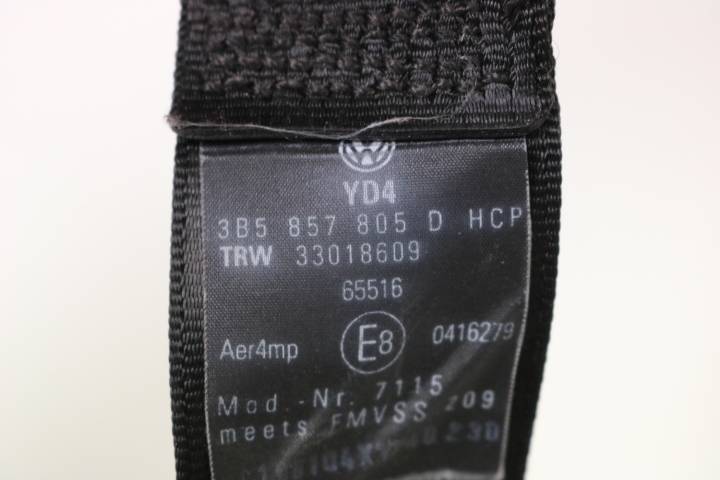 YD4
3B5 857 805 D HCP
TRW 33018609
65516
Aer4mp E8 0416279
Mod.-Nr. 7115
meets FMVSS 209